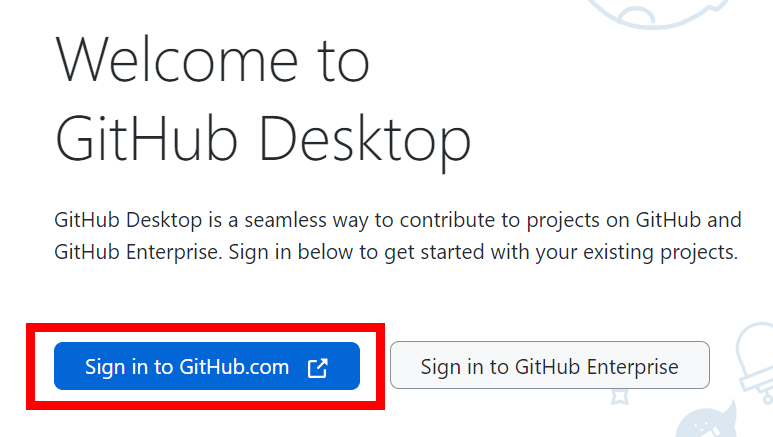 Welcome to
GitHub Desktop
GitHub Desktop is a seamless way to contribute to projects on GitHub and
GitHub Enterprise. Sign in below to get started with your existing projects.
Sign in to GitHub.com
Sign in to GitHub Enterprise